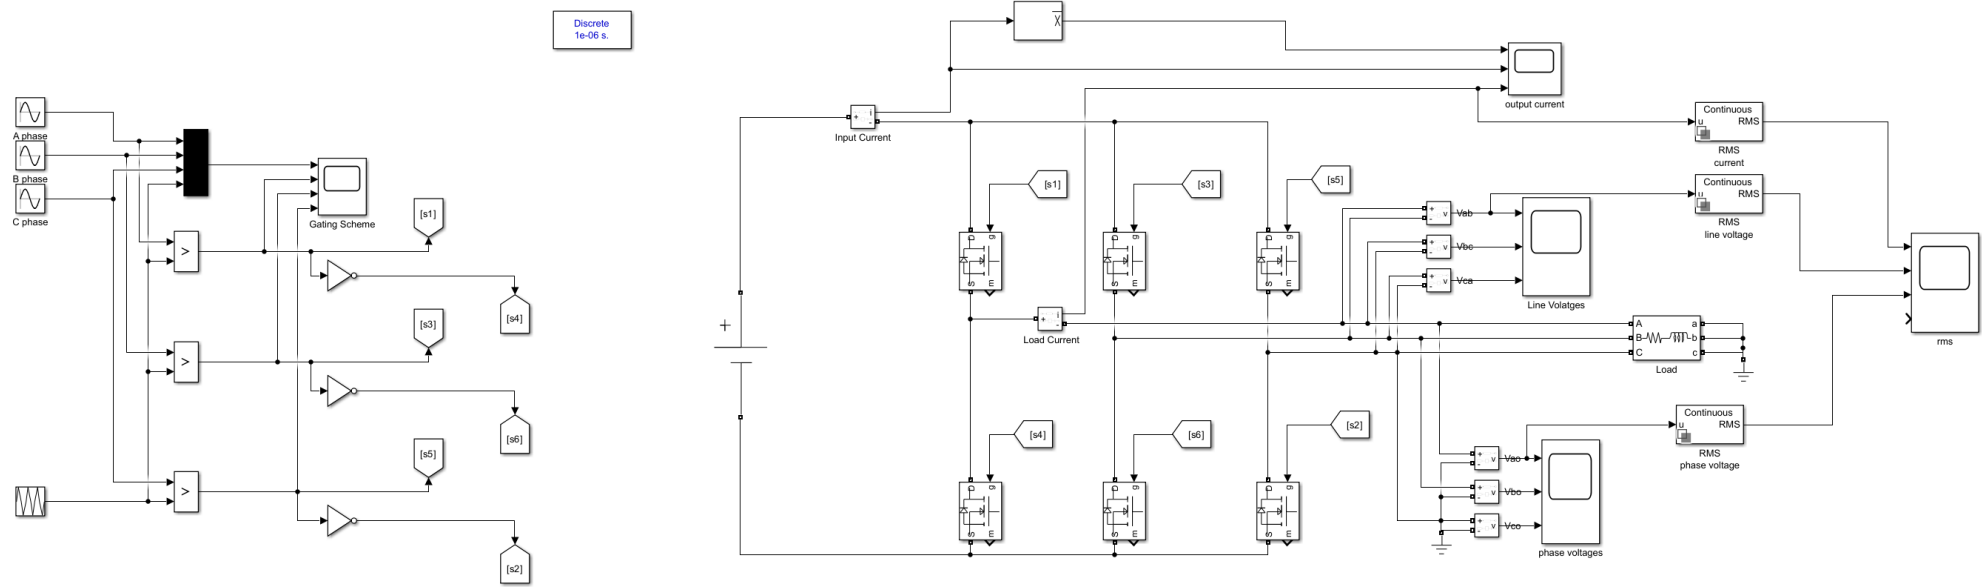 Discrete
1e-06 s.
A phase
B phase
C phase
Gating Scheme
[s1]
>
[s4]
[s3]
>
[s6]
[s5]
>
[s2]
X
output current
i
+
-
Input Current
Continuous
u
RMS
RMS
current
Continuous
u
RMS
RMS
line voltage
[s1]
[s3]
[s5]
D
g
S
m
D
g
S
m
D
g
S
m
+
-
v
Vab
+
-
v
Vbc
+
-
v
Vca
Line Volatges
rms
+
i
+
-
Load Current
A
B
C
a
b
c
Load
[s4]
[s6]
[s2]
D
g
S
m
D
g
S
m
D
g
S
m
Continuous
u
RMS
RMS
phase voltage
+
-
v
Vao
+
-
v
Vbo
+
-
v
Vco
phase voltages